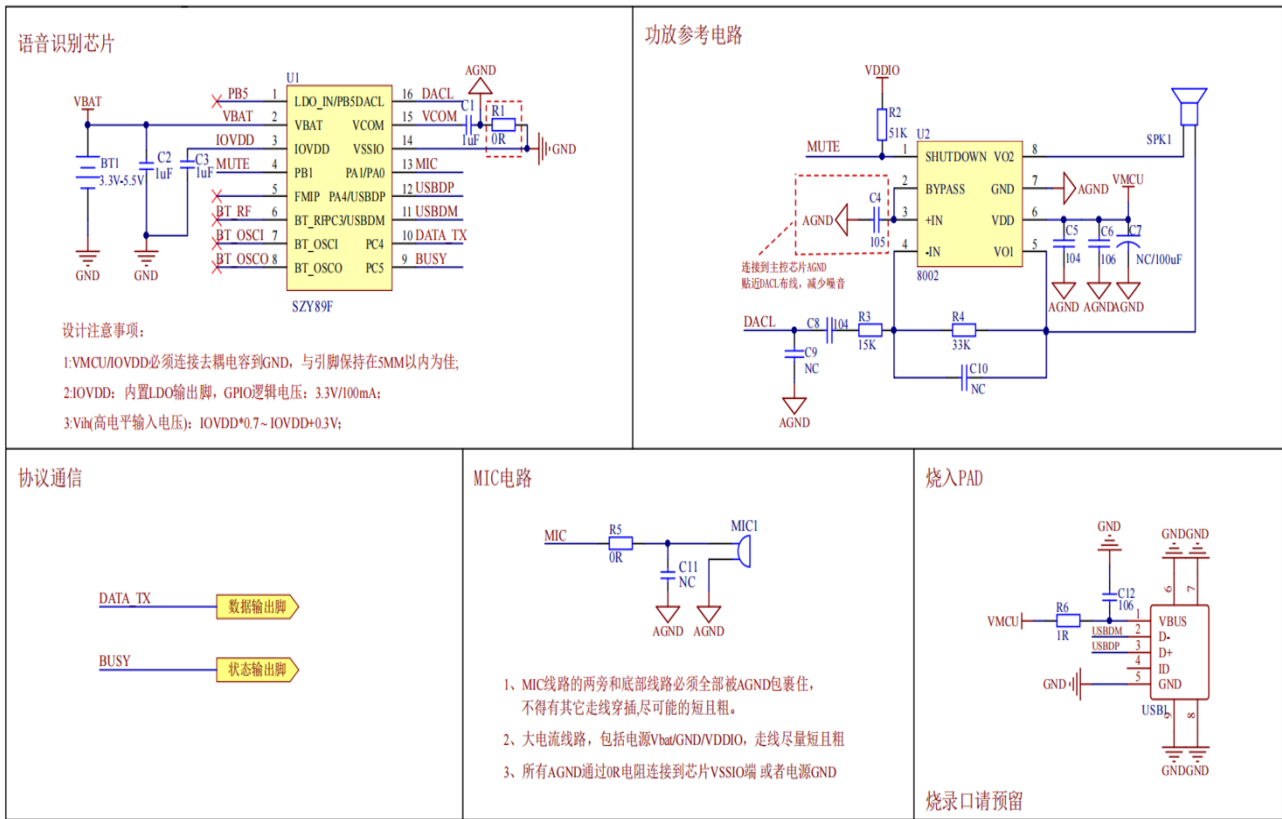 语音识别芯片
VBAT
BT1
3.3V-5.5V
GND
C2
1uF
C3
1uF
GND
U1
PB5 1 LDO_IN/PB5DACL 16 DACL
VBAT 2 VBAT VCOM 15 VCOM
IOVDD 3 IOVDD VSSIO 14
MUTE 4 PB1 PA1/PA0 13 MIC
5 FMIP PA4/USBDP 12 USBDP
BT_RF 6 BT_RFPC3/USBDM 11 USBDM
BT_OSCI 7 BT_OSCI PC4 10 DATA_TX
BT_OSCO 8 BT_OSCO PC5 9 BUSY
SZY89F
AGND
C1
1uF
R1
0R
GND
设计注意事项：
1:VMCU/IOVDD必须连接去耦电容到GND，与引脚保持在5MM以内为佳;
2:IOVDD：内置LDO输出脚，GPIO逻辑电压：3.3V/100mA；
3:Vih(高电平输入电压)：IOVDD*0.7~ IOVDD+0.3V;
功放参考电路
VDDIO
R2
51K
U2
MUTE 1 SHUTDOWN VO2 8
2 BYPASS GND 7 AGND
3 +IN VDD 6
4 -IN VO1 5
8002
SPK1
VMCU
AGND
C4
105
连接到主控芯片AGND
贴近DACL布线，减少噪音
C5
104
C6
106
C7
NC/100uF
AGND
AGND
AGND
DACL
C8
104
R3
15K
R4
33K
C9
NC
C10
NC
AGND
协议通信
DATA_TX 数据输出脚
BUSY 状态输出脚
MIC电路
MIC
R5
0R
MIC1
C11
NC
AGND AGND
1、MIC线路的两旁和底部线路必须全部被AGND包裹住，
不得有其它走线穿插,尽可能的短且粗。
2、大电流线路，包括电源Vbat/GND/VDDIO，走线尽量短且粗
3、所有AGND通过0R电阻连接到芯片VSSIO端 或者电源GND
烧入PAD
GND
GNDGND
C12
106
6 7
VMCU
R6
1R
1 VBUS
USBDM 2 D-
USBDP 3 D+
4 ID
GND 5 GND
USB1
9 8
GNDGND
烧录口请预留